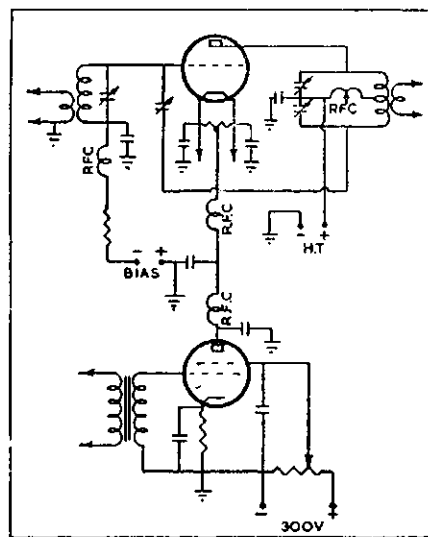 RFC
RFC
R.F.C
- +
H.T
- +
BIAS
R.F.C
- +
300V